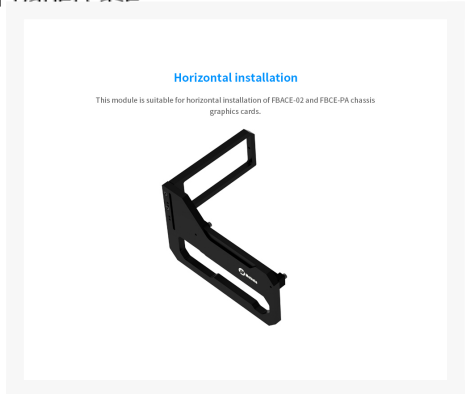 Horizontal installation
This module is suitable for horizontal installation of FBACE-02 and FBCE-PA chassis
graphics cards.